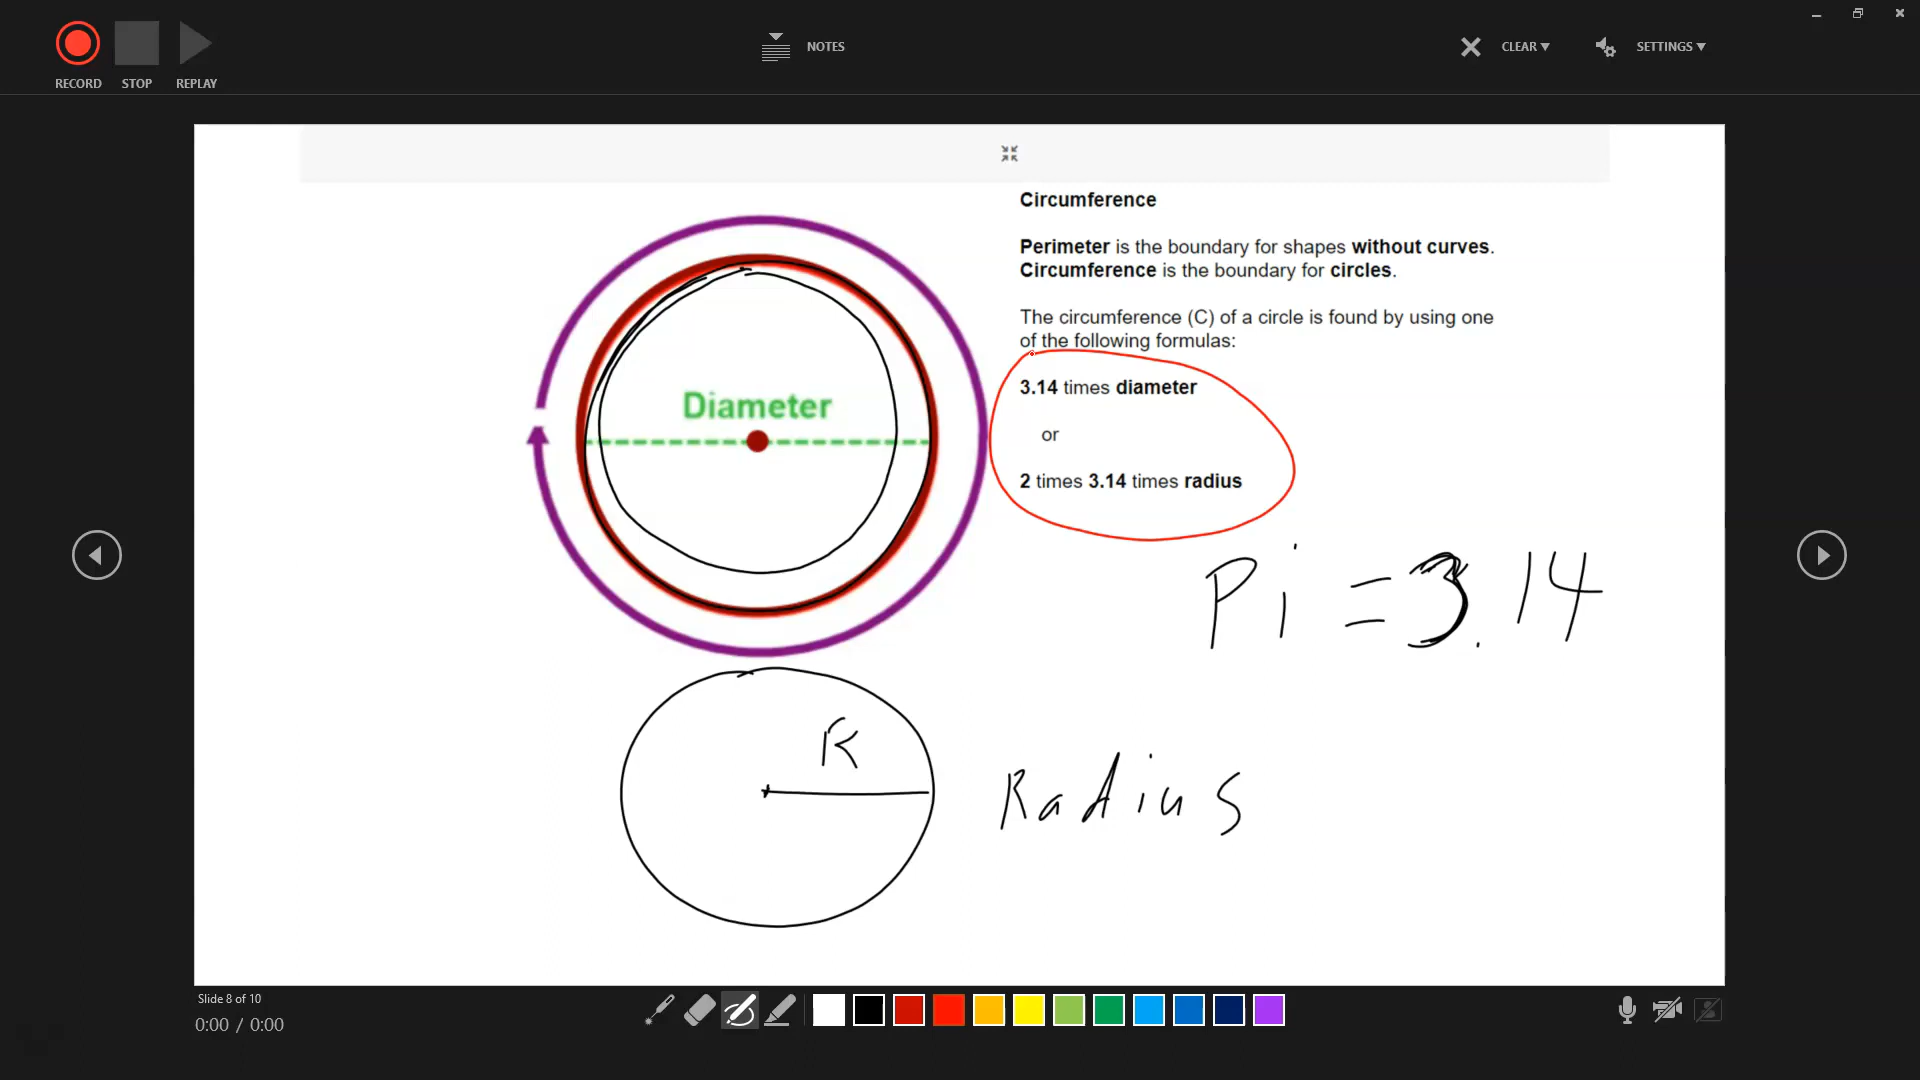 RECORD
STOP
REPLAY
NOTES
CLEAR
SETTINGS
Circumference
Perimeter is the boundary for shapes without curves.
Circumference is the boundary for circles.
The circumference (C) of a circle is found by using one
of the following formulas:
3.14 times diameter
or
2 times 3.14 times radius
Diameter
Pi = 3.14
R
Radius
Slide 8 of 10
0:00 / 0:00